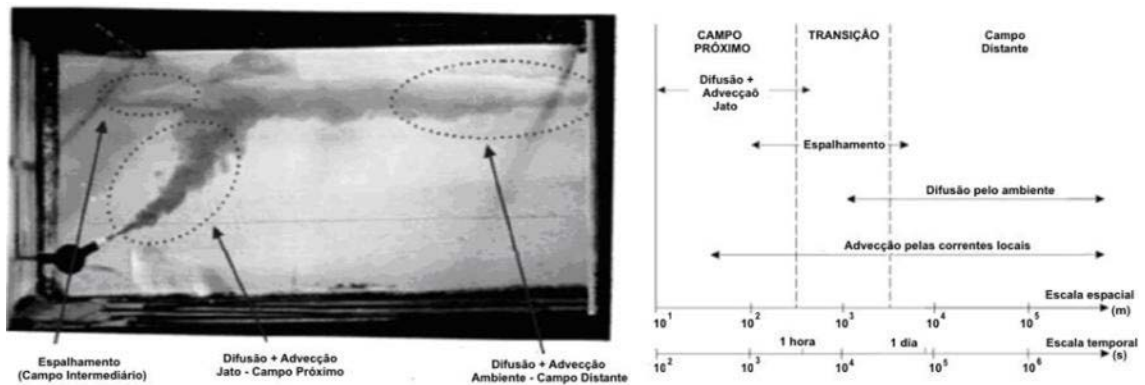 Espalhamento
(Campo Intermediário)
Difusão + Advecção
Jato - Campo Próximo
Difusão + Advecção
Ambiente - Campo Distante
CAMPO
PRÓXIMO
TRANSIÇÃO
Campo
Distante
Difusão +
Advecçaõ
Jato
Espalhamento
Difusão pelo ambiente
Advecção pelas correntes locais
Escala espacial
(m)
10¹ 10² 10³ 10⁴ 10⁵
1 hora 1 día
Escala temporal
(s)
10² 10³ 10⁴ 10⁵ 10⁶